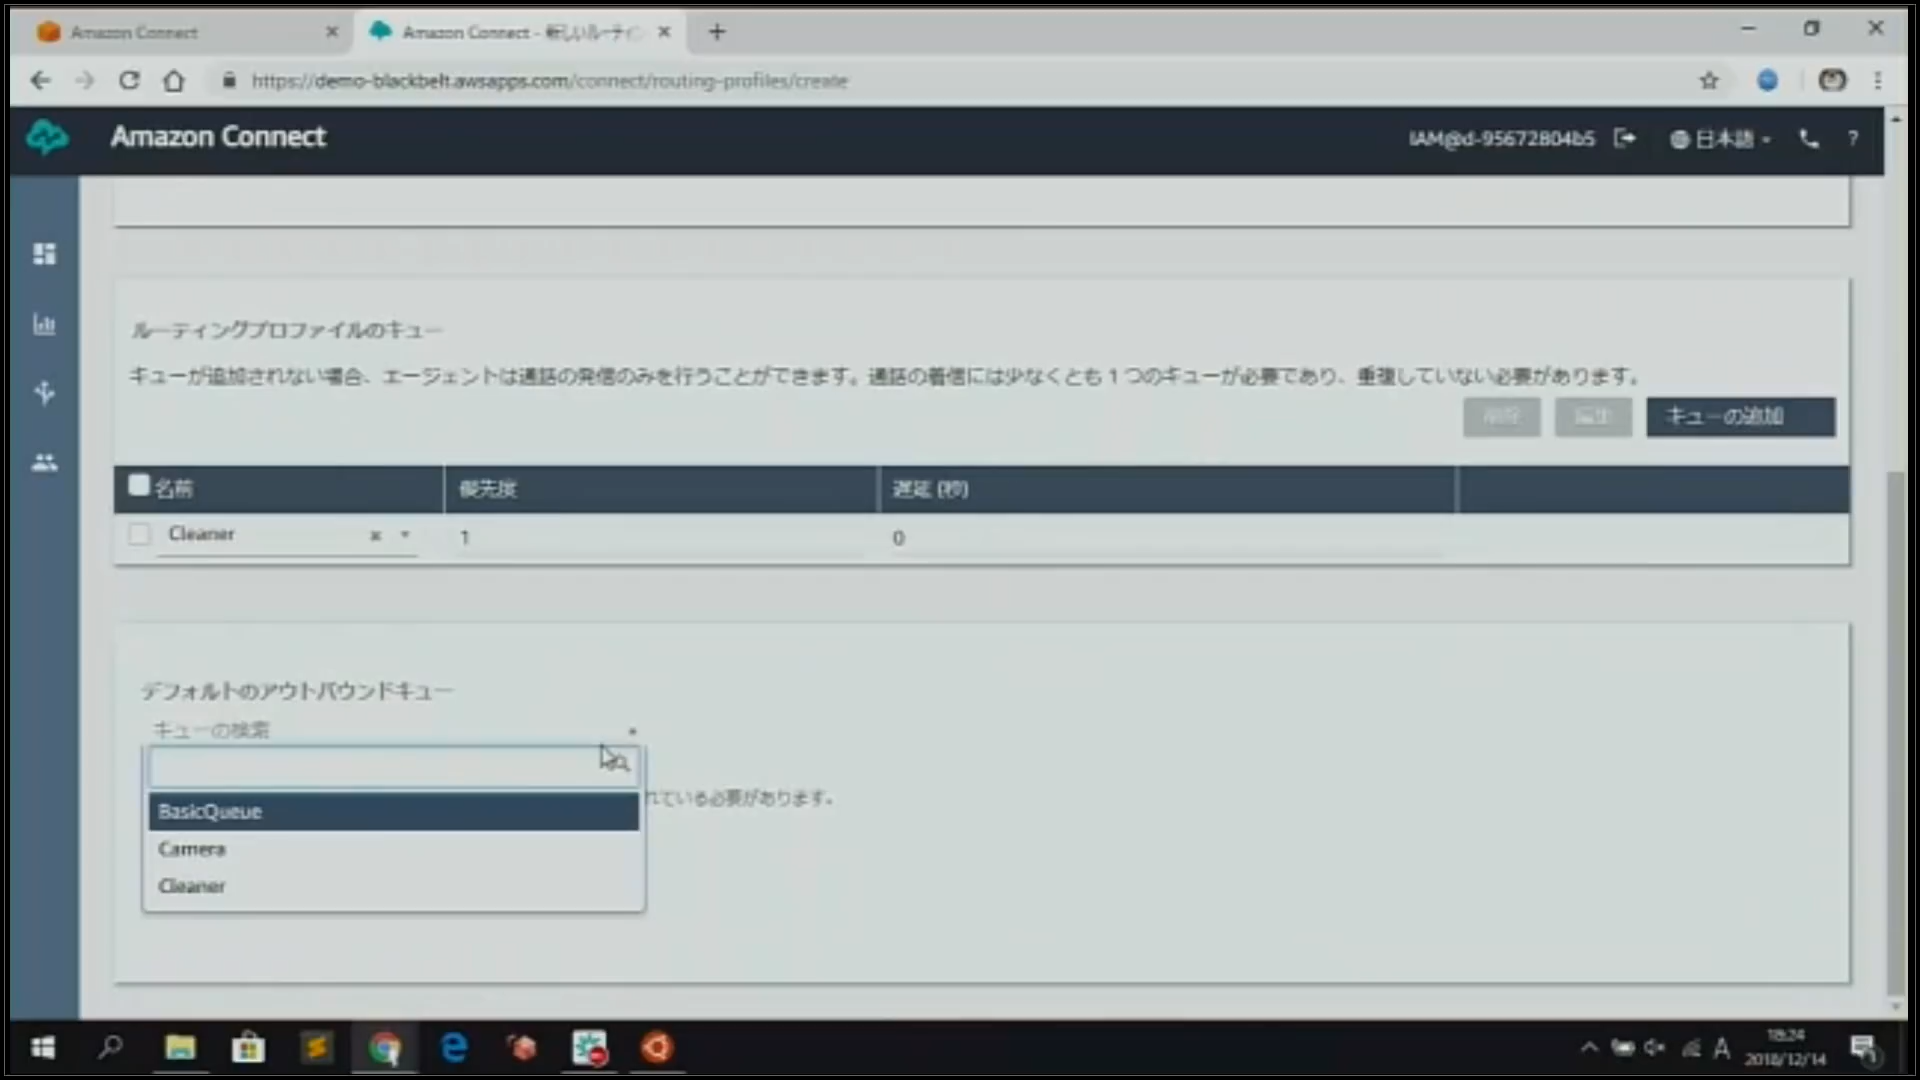 Amazon Connect
Amazon Connect - 新しいルーティン
https://demo-blackbelt.awsapps.com/connect/routing-profiles/create
Amazon Connect
IAM@d-95672804b5
日本語
?
ルーティングプロファイルのキュー
キューが追加されない場合、エージェントは通話の発信のみを行うことができます。通話の着信には少なくとも１つのキューが必要であり、重複していない必要があります。
削除
編集
キューの追加
名前
優先度
遅延 (秒)
Cleaner
1
0
デフォルトのアウトバウンドキュー
キューの検索
れている必要があります。
BasicQueue
Camera
Cleaner
A
18:24
2018/12/14